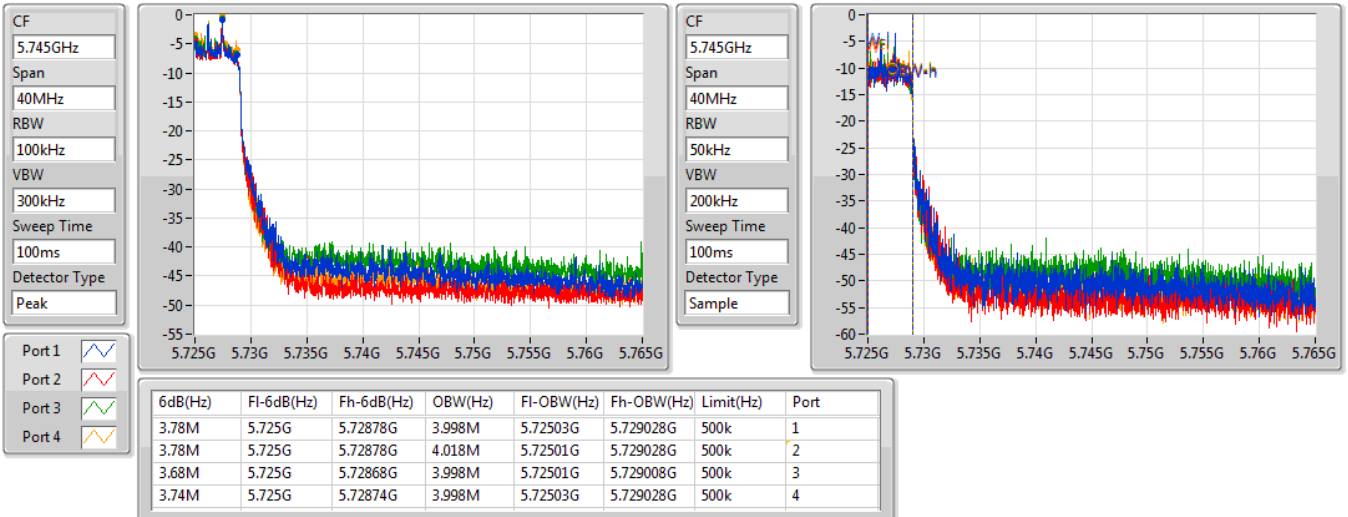 CF
5.745GHz
Span
40MHz
RBW
100kHz
VBW
300kHz
Sweep Time
100ms
Detector Type
Peak
0-
-5-
-10-
-15-
-20-
-25-
-30-
-35-
-40-
-45-
-50-
-55-
5.725G 5.73G 5.735G 5.74G 5.745G 5.75G 5.755G 5.76G 5.765G
CF
5.745GHz
Span
40MHz
RBW
50kHz
VBW
200kHz
Sweep Time
100ms
Detector Type
Sample
0-
-5-
-10-
-15-
-20-
-25-
-30-
-35-
-40-
-45-
-50-
-55-
-60-
5.725G 5.73G 5.735G 5.74G 5.745G 5.75G 5.755G 5.76G 5.765G
Port 1
Port 2
Port 3
Port 4
6dB(Hz) Fl-6dB(Hz) Fh-6dB(Hz) OBW(Hz) Fl-OBW(Hz) Fh-OBW(Hz) Limit(Hz) Port
3.78M 5.725G 5.72878G 3.998M 5.72503G 5.729028G 500k 1
3.78M 5.725G 5.72878G 4.018M 5.72501G 5.729028G 500k 2
3.68M 5.725G 5.72868G 3.998M 5.72501G 5.729008G 500k 3
3.74M 5.725G 5.72874G 3.998M 5.72503G 5.729028G 500k 4